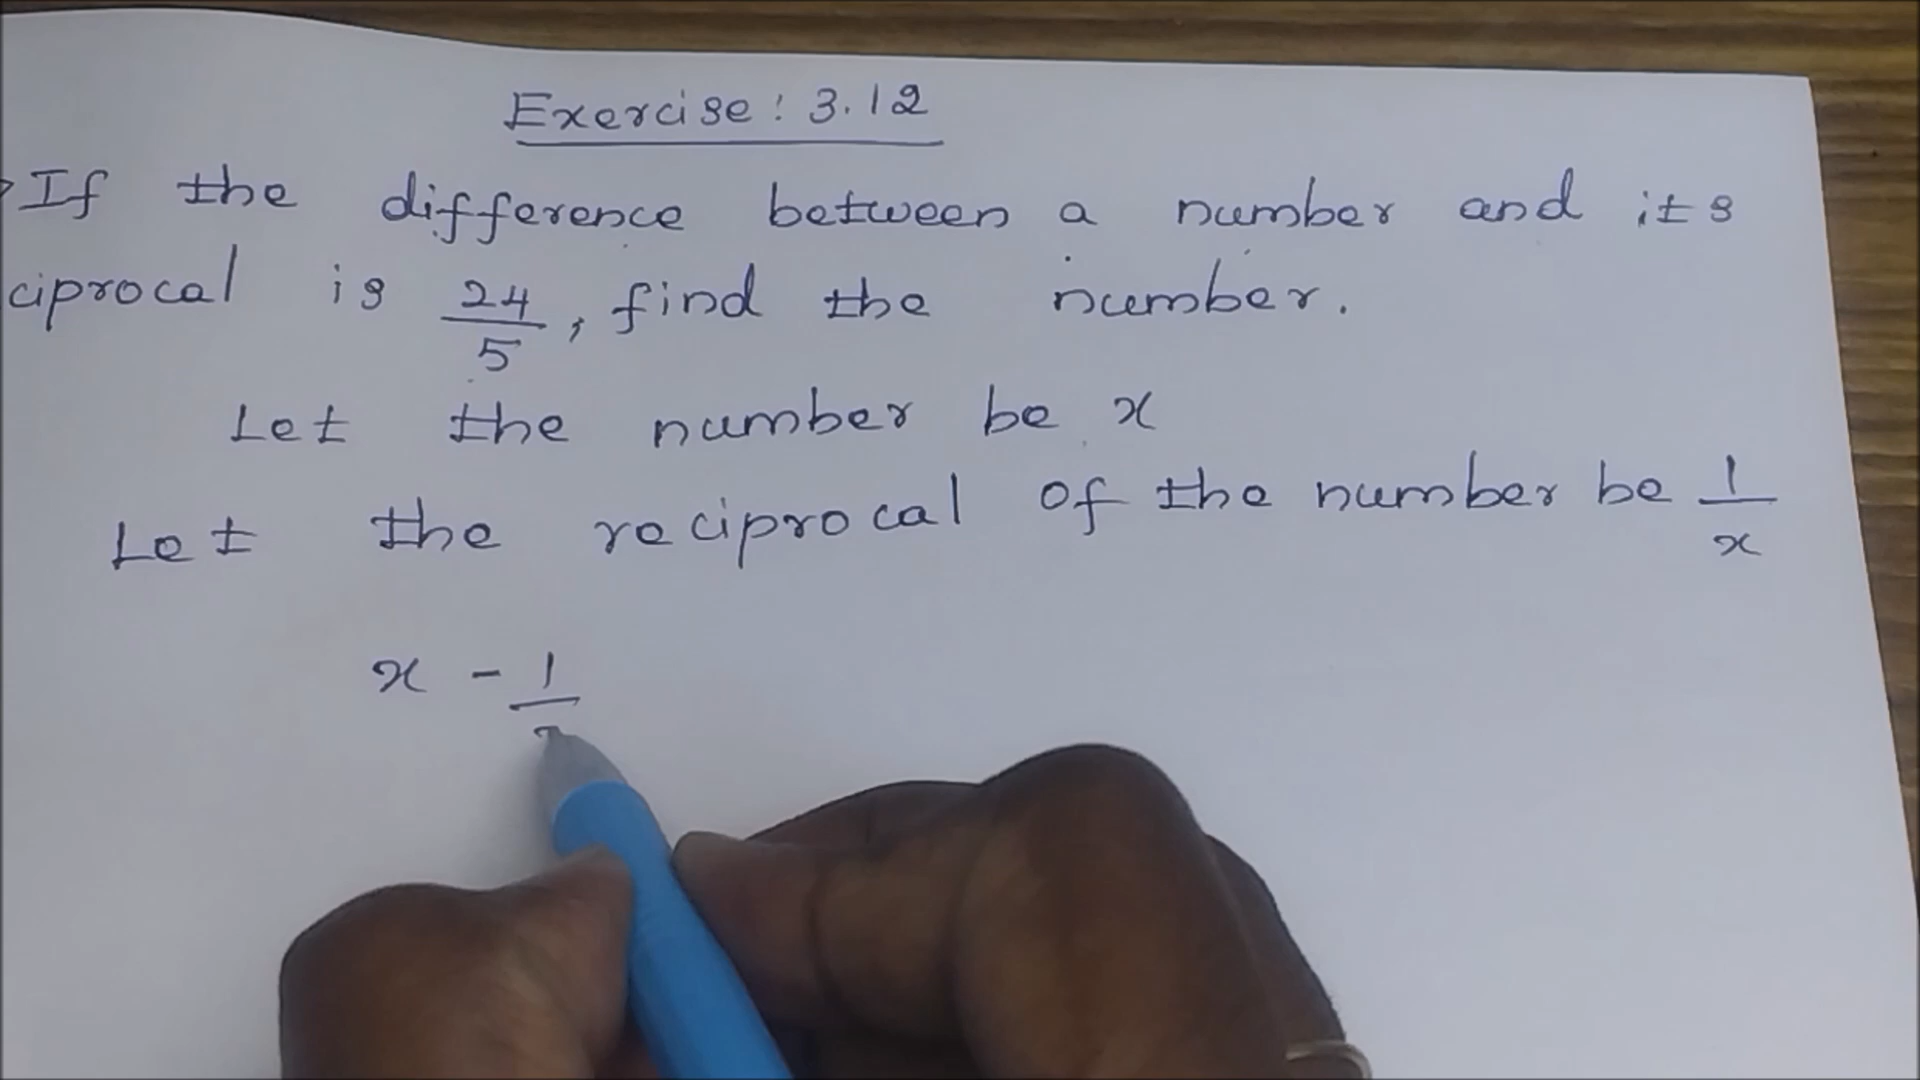 Exercise: 3.12
If the difference between a number and its
ciprocal is 24/5, find the number.
Let the number be x
Let the reciprocal of the number be 1/x
x - 1/